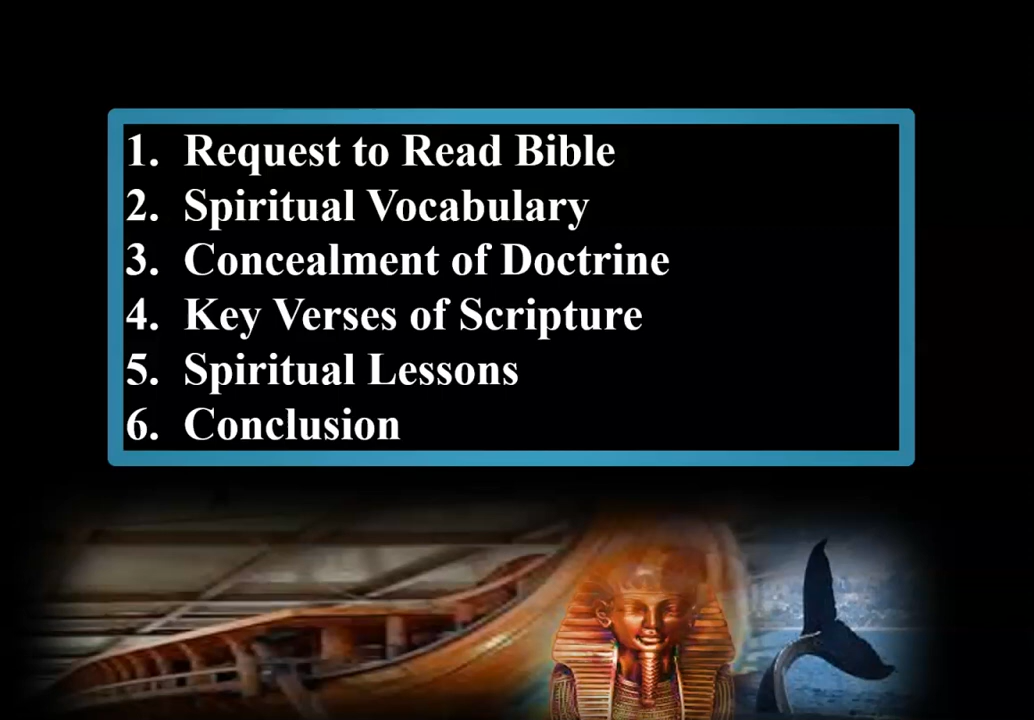 1. Request to Read Bible
2. Spiritual Vocabulary
3. Concealment of Doctrine
4. Key Verses of Scripture
5. Spiritual Lessons
6. Conclusion